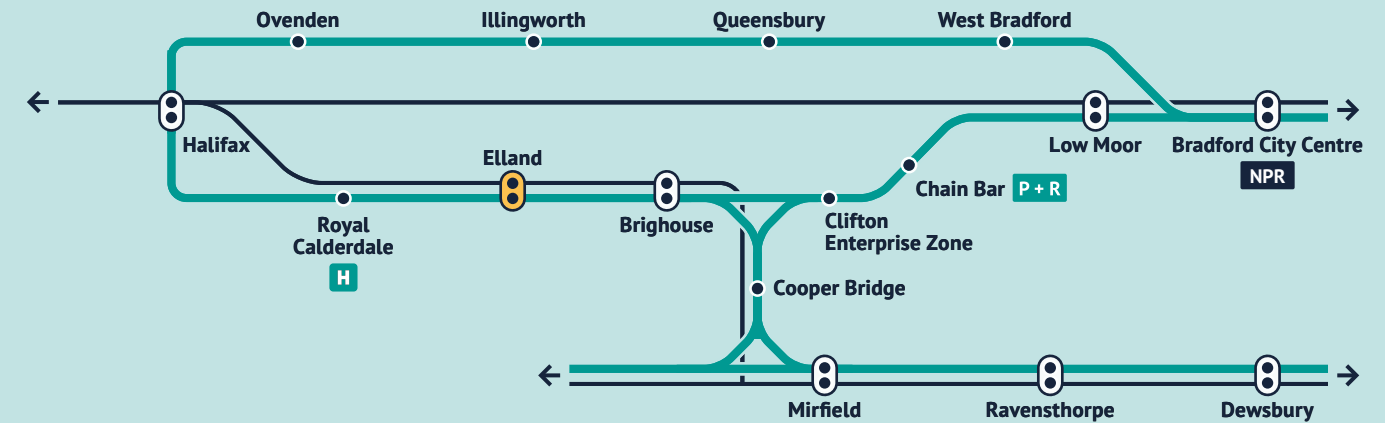 Ovenden
Illingworth
Queensbury
West Bradford
Halifax
Low Moor
Bradford City Centre
NPR
Elland
Chain Bar P + R
Royal
Calderdale
H
Brighouse
Clifton
Enterprise Zone
Cooper Bridge
Mirfield
Ravensthorpe
Dewsbury